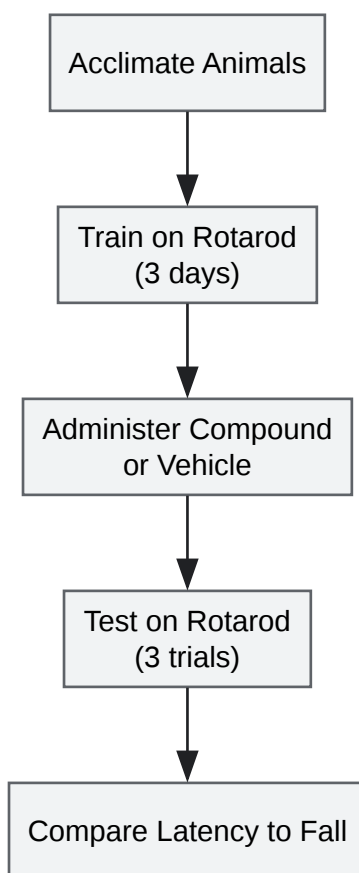 Acclimate Animals
Train on Rotarod
(3 days)
Administer Compound
or Vehicle
Test on Rotarod
(3 trials)
Compare Latency to Fall